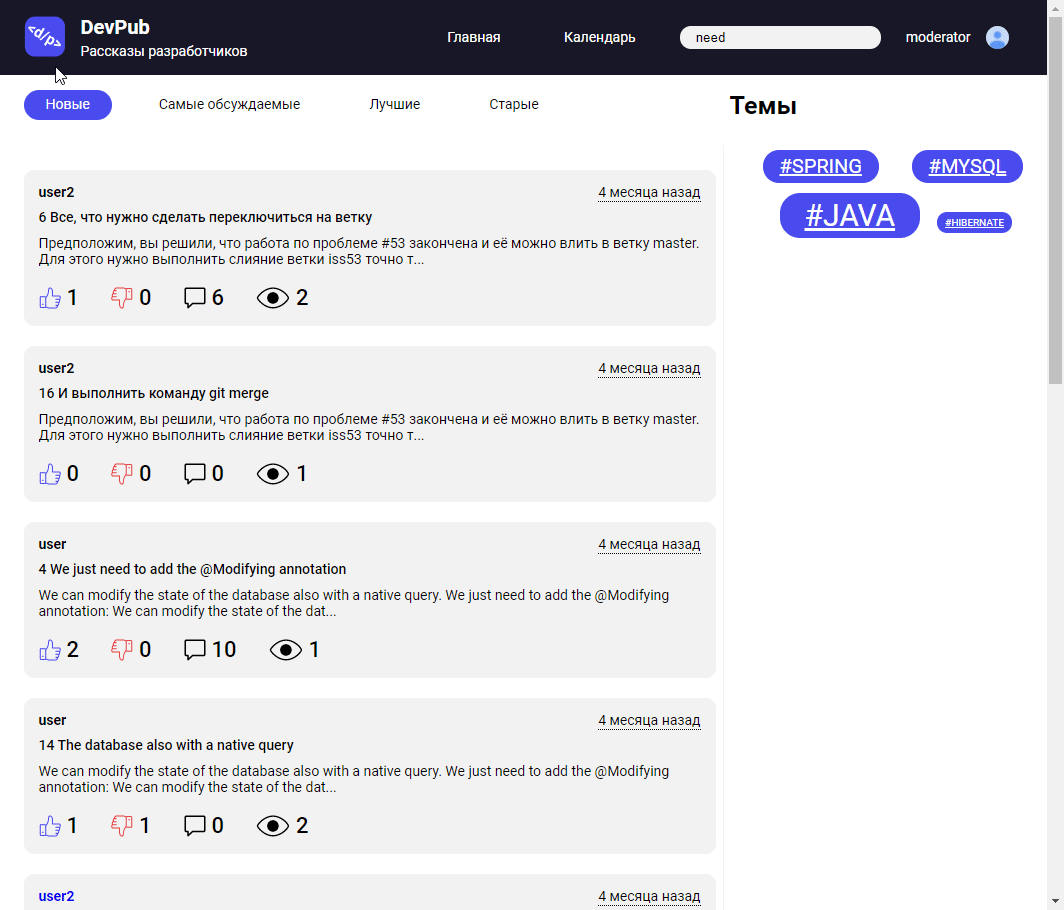 <d/p>
DevPub
Рассказы разработчиков
Главная
Календарь
need
moderator
Новые
Самые обсуждаемые
Лучшие
Старые
Темы
#SPRING
#MYSQL
#JAVA
#HIBERNATE
user2
4 месяца назад
6 Все, что нужно сделать переключиться на ветку
Предположим, вы решили, что работа по проблеме #53 закончена и её можно влить в ветку master.
Для этого нужно выполнить слияние ветки iss53 точно т...
1 0 6 2
user2
4 месяца назад
16 И выполнить команду git merge
Предположим, вы решили, что работа по проблеме #53 закончена и её можно влить в ветку master.
Для этого нужно выполнить слияние ветки iss53 точно т...
0 0 0 1
user
4 месяца назад
4 We just need to add the @Modifying annotation
We can modify the state of the database also with a native query. We just need to add the @Modifying
annotation: We can modify the state of the dat...
2 0 10 1
user
4 месяца назад
14 The database also with a native query
We can modify the state of the database also with a native query. We just need to add the @Modifying
annotation: We can modify the state of the dat...
1 1 0 2
user2
4 месяца назад